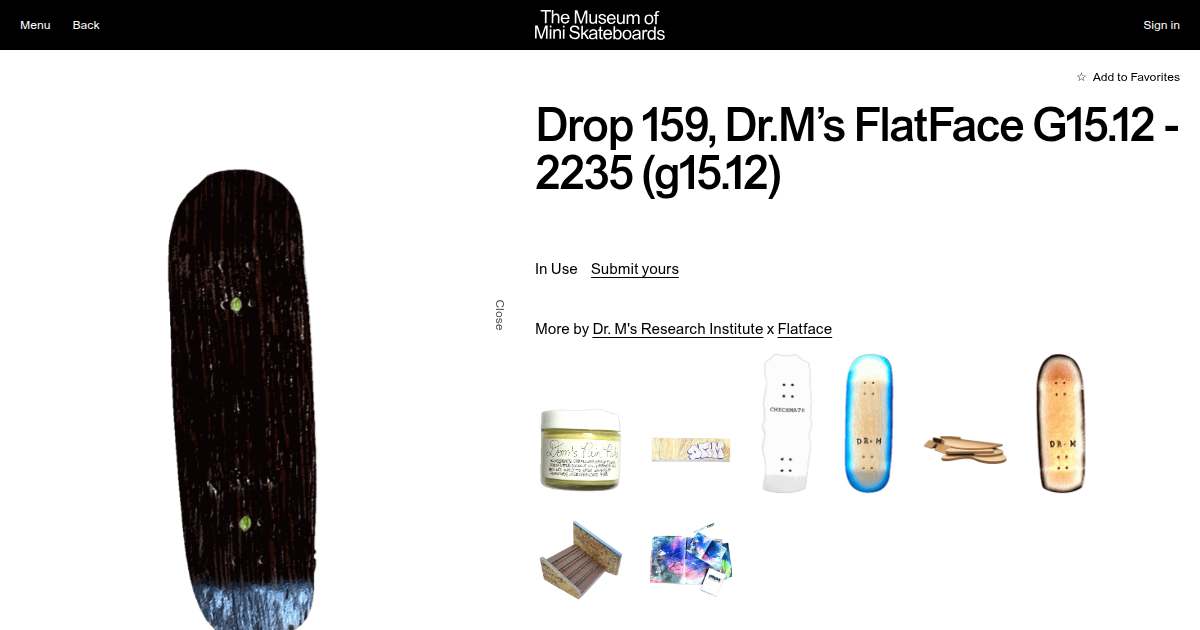 Menu
Back
The Museum of
Mini Skateboards
Sign in
☆ Add to Favorites
Drop 159, Dr.M’s FlatFace G15.12 -
2235 (g15.12)
In Use
Submit yours
Close
More by Dr. M's Research Institute x Flatface
CHECKMATE
DR·M
DR·M